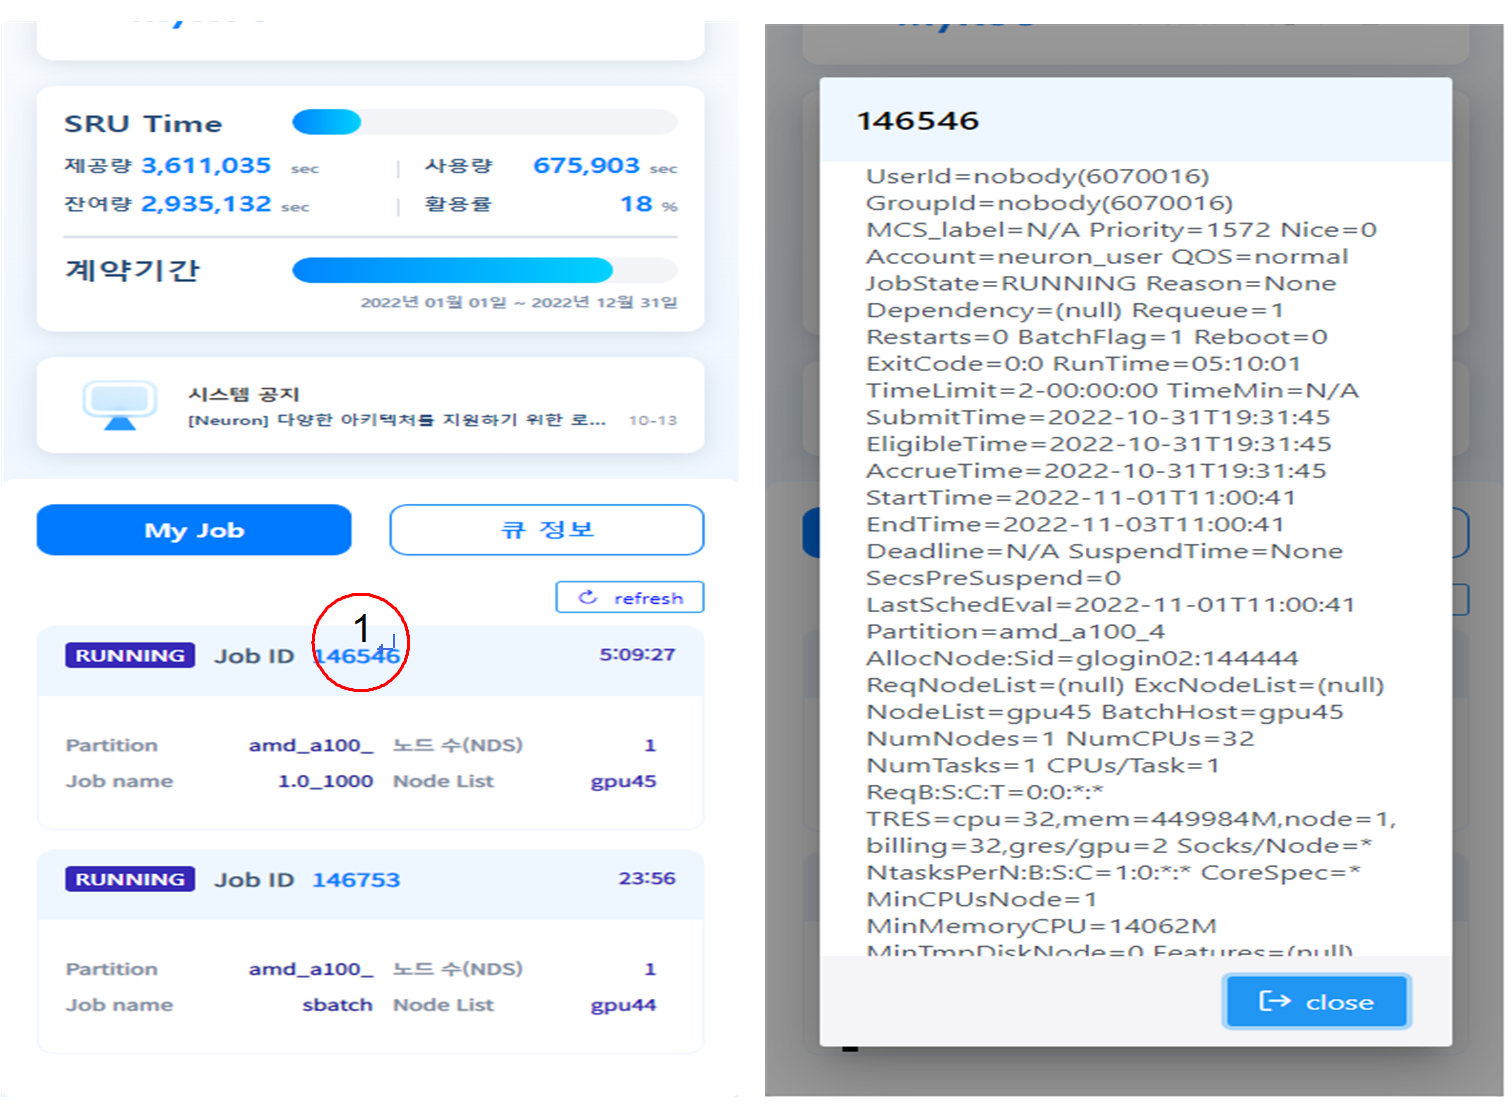 SRU Time
제공량 3,611,035 sec | 사용량 675,903 sec
잔여량 2,935,132 sec | 활용률 18 %
계약기간
2022년 01월 01일 ~ 2022년 12월 31일
시스템 공지
[Neuron] 다양한 아키텍처를 지원하기 위한 로... 10-13
My Job
큐 정보
refresh
1
RUNNING Job ID 146546 5:09:27
Partition amd_a100_ 노드 수(NDS) 1
Job name 1.0_1000 Node List gpu45
RUNNING Job ID 146753 23:56
Partition amd_a100_ 노드 수(NDS) 1
Job name sbatch Node List gpu44
146546
UserId=nobody(6070016)
GroupId=nobody(6070016)
MCS_label=N/A Priority=1572 Nice=0
Account=neuron_user QOS=normal
JobState=RUNNING Reason=None
Dependency=(null) Requeue=1
Restarts=0 BatchFlag=1 Reboot=0
ExitCode=0:0 RunTime=05:10:01
TimeLimit=2-00:00:00 TimeMin=N/A
SubmitTime=2022-10-31T19:31:45
EligibleTime=2022-10-31T19:31:45
AccrueTime=2022-10-31T19:31:45
StartTime=2022-11-01T11:00:41
EndTime=2022-11-03T11:00:41
Deadline=N/A SuspendTime=None
SecsPreSuspend=0
LastSchedEval=2022-11-01T11:00:41
Partition=amd_a100_4
AllocNode:Sid=glogin02:144444
ReqNodeList=(null) ExcNodeList=(null)
NodeList=gpu45 BatchHost=gpu45
NumNodes=1 NumCPUs=32
NumTasks=1 CPUs/Task=1
ReqB:S:C:T=0:0:*:*
TRES=cpu=32,mem=449984M,node=1,
billing=32,gres/gpu=2 Socks/Node=*
NtasksPerN:B:S:C=1:0:*:* CoreSpec=*
MinCPUsNode=1
MinMemoryCPU=14062M
MinTmpDiskNode=0 Features=(null)
close